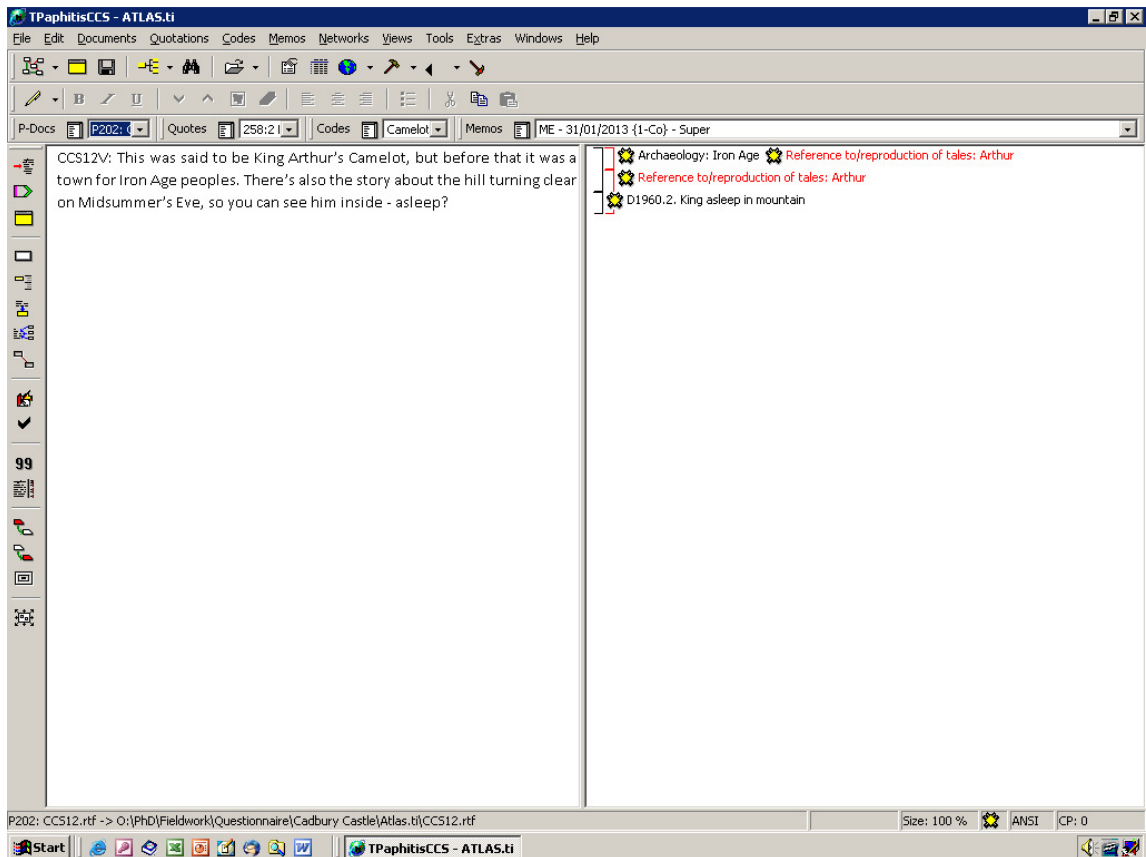 TPaphitisCCS - ATLAS.ti
File Edit Documents Quotations Codes Memos Networks Views Tools Extras Windows Help
B I U
P-Docs P202: Quotes 258:2 Codes Camelot Memos ME - 31/01/2013 {1-Co} - Super
CCS12V: This was said to be King Arthur's Camelot, but before that it was a
town for Iron Age peoples. There's also the story about the hill turning clear
on Midsummer's Eve, so you can see him inside - asleep?
Archaeology: Iron Age Reference to/reproduction of tales: Arthur
Reference to/reproduction of tales: Arthur
D1960.2. King asleep in mountain
99
P202: CCS12.rtf -> O:\PhD\Fieldwork\Questionnaire\Cadbury Castle\Atlas.ti\CCS12.rtf Size: 100 % ANSI CP: 0
Start TPaphitisCCS - ATLAS.ti